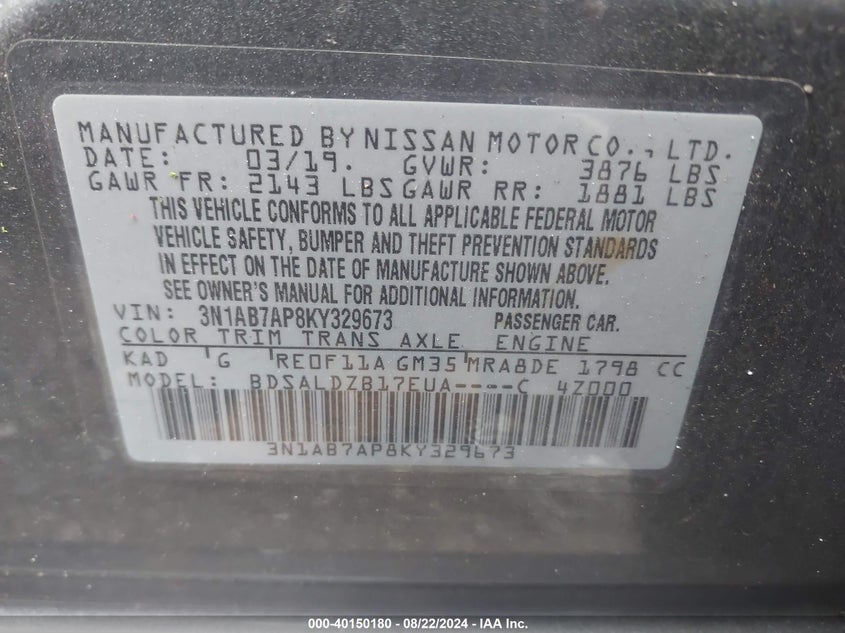 MANUFACTURED BY NISSAN MOTOR CO., LTD.
DATE: 03/19. GVWR: 3876 LBS
GAWR FR: 2143 LBS GAWR RR: 1881 LBS
THIS VEHICLE CONFORMS TO ALL APPLICABLE FEDERAL MOTOR
VEHICLE SAFETY, BUMPER AND THEFT PREVENTION STANDARDS
IN EFFECT ON THE DATE OF MANUFACTURE SHOWN ABOVE.
SEE OWNER'S MANUAL FOR ADDITIONAL INFORMATION.
VIN: 3N1AB7AP8KY329673 PASSENGER CAR.
COLOR TRIM TRANS AXLE ENGINE
KAD G RE0F11A GM35 MRA8DE 1798 CC
MODEL: BDSALDZB17EUA----C 4Z000
3N1AB7AP8KY329673
000-40150180 - 08/22/2024 - IAA Inc.